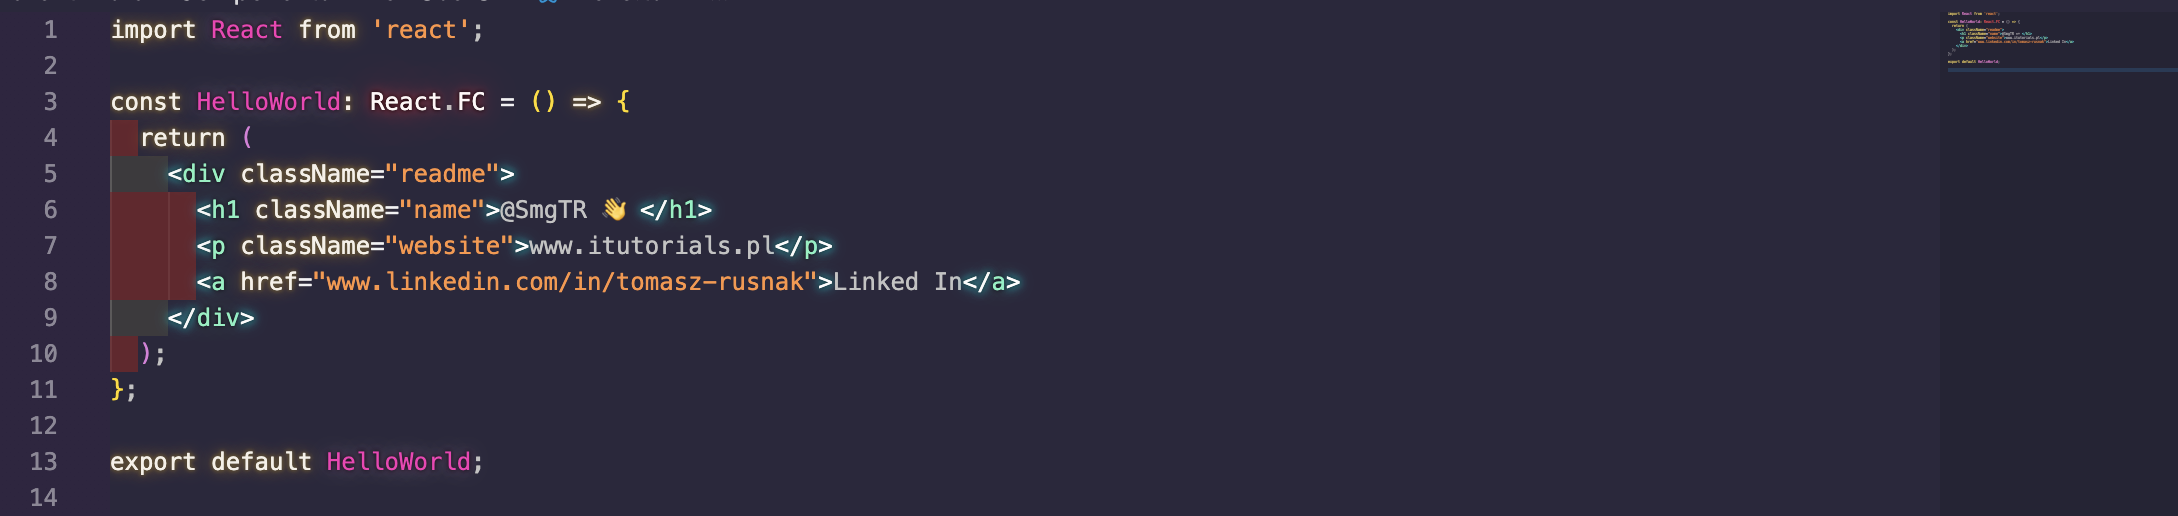 1 import React from 'react';
2
3 const HelloWorld: React.FC = () => {
4 return (
5 <div className="readme">
6 <h1 className="name">@SmgTR 👋 </h1>
7 <p className="website">www.itutorials.pl</p>
8 <a href="www.linkedin.com/in/tomasz-rusnak">Linked In</a>
9 </div>
10 );
11 };
12
13 export default HelloWorld;
14